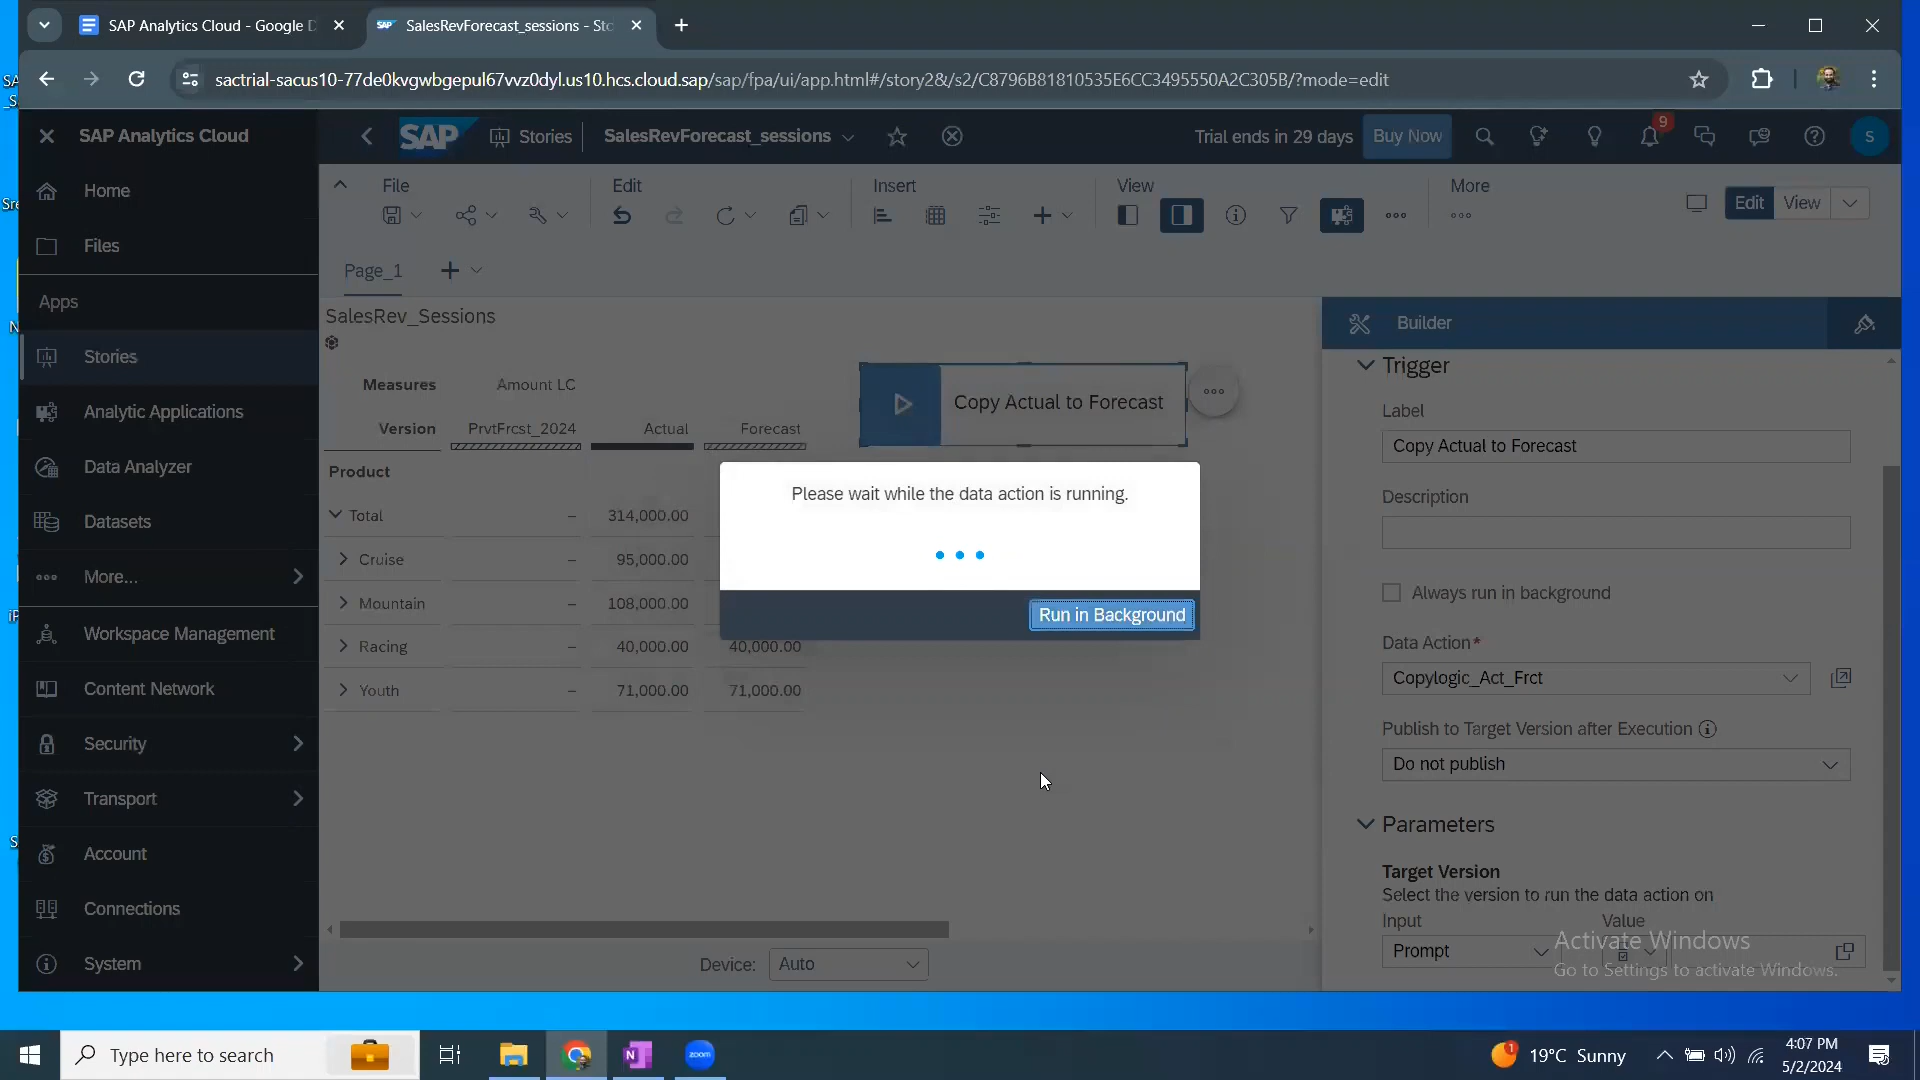 SAP Analytics Cloud - Google D
SalesRevForecast_sessions - Sto
sactrial-sacus10-77de0kvgwbgepul67vvz0dyl.us10.hcs.cloud.sap/sap/fpa/ui/app.html#/story2&/s2/C8796B81810535E6CC3495550A2C305B/?mode=edit
SAP Analytics Cloud
SAP
Stories
SalesRevForecast_sessions
Trial ends in 29 days
Buy Now
9
S
Home
Files
Apps
Stories
Analytic Applications
Data Analyzer
Datasets
More...
Workspace Management
Content Network
Security
Transport
Account
Connections
System
File
Edit
Insert
View
More
Edit
View
Page_1
SalesRev_Sessions
Measures
Amount LC
Version
PrvtFrcst_2024
Actual
Forecast
Product
Total
–
314,000.00
Cruise
–
95,000.00
Mountain
–
108,000.00
Racing
–
40,000.00
40,000.00
Youth
–
71,000.00
71,000.00
Copy Actual to Forecast
Please wait while the data action is running.
Run in Background
Device:
Auto
Builder
Trigger
Label
Copy Actual to Forecast
Description
Always run in background
Data Action*
Copylogic_Act_Frct
Publish to Target Version after Execution
Do not publish
Parameters
Target Version
Select the version to run the data action on
Input
Value
Prompt
Activate Windows
Go to Settings to activate Windows.
Type here to search
zoom
1
19°C Sunny
4:07 PM
5/2/2024